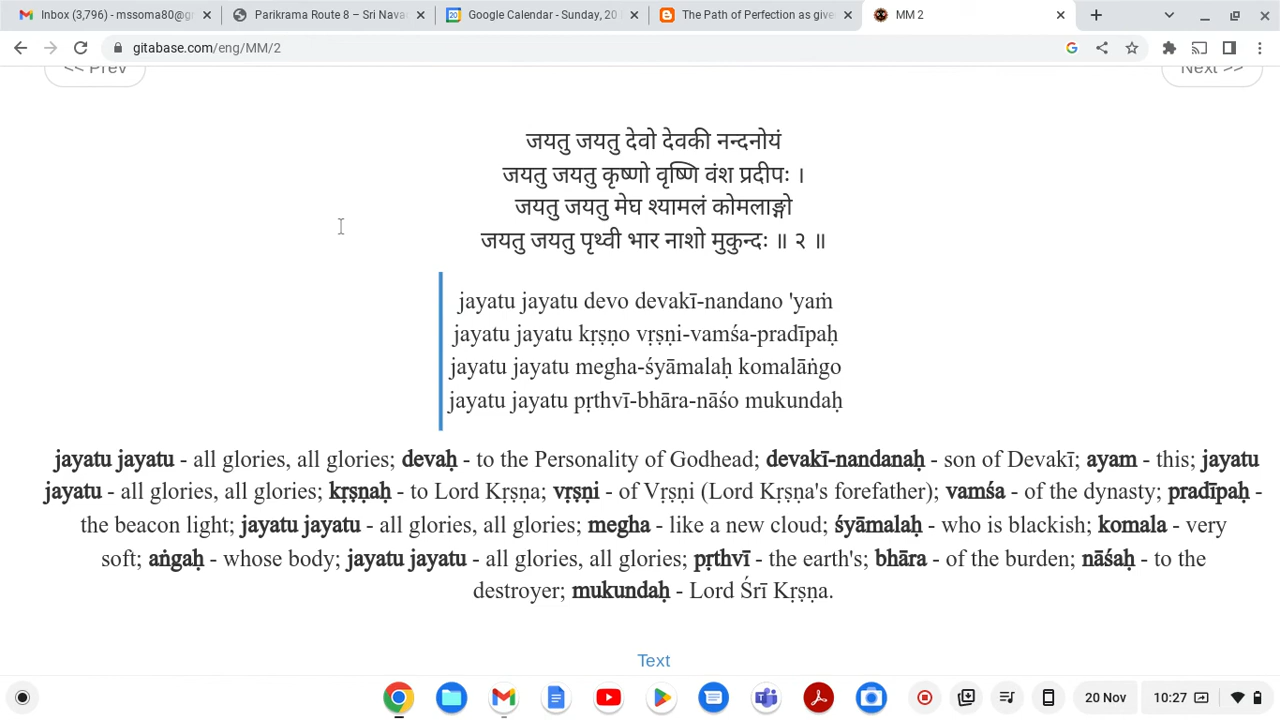 Inbox (3,796) - mssoma80@gr
Parikrama Route 8 – Sri Nava
Google Calendar - Sunday, 20
The Path of Perfection as give
MM 2
gitabase.com/eng/MM/2
<< Prev
Next >>
जयतु जयतु देवो देवकी नन्दनोयं
जयतु जयतु कृष्णो वृष्णि वंश प्रदीपः ।
जयतु जयतु मेघ श्यामलं कोमलाङ्गो
जयतु जयतु पृथ्वी भार नाशो मुकुन्दः ॥ २ ॥
jayatu jayatu devo devakī-nandano 'yaṁ
jayatu jayatu kṛṣṇo vṛṣṇi-vaṁśa-pradīpaḥ
jayatu jayatu megha-śyāmalaḥ komalāṅgo
jayatu jayatu pṛthvī-bhāra-nāśo mukundaḥ
jayatu jayatu - all glories, all glories; devaḥ - to the Personality of Godhead; devakī-nandanaḥ - son of Devakī; ayam - this; jayatu
jayatu - all glories, all glories; kṛṣṇaḥ - to Lord Kṛṣṇa; vṛṣṇi - of Vṛṣṇi (Lord Kṛṣṇa's forefather); vaṁśa - of the dynasty; pradīpaḥ -
the beacon light; jayatu jayatu - all glories, all glories; megha - like a new cloud; śyāmalaḥ - who is blackish; komala - very
soft; aṅgaḥ - whose body; jayatu jayatu - all glories, all glories; pṛthvī - the earth's; bhāra - of the burden; nāśaḥ - to the
destroyer; mukundaḥ - Lord Śrī Kṛṣṇa.
Text
20 Nov
10:27